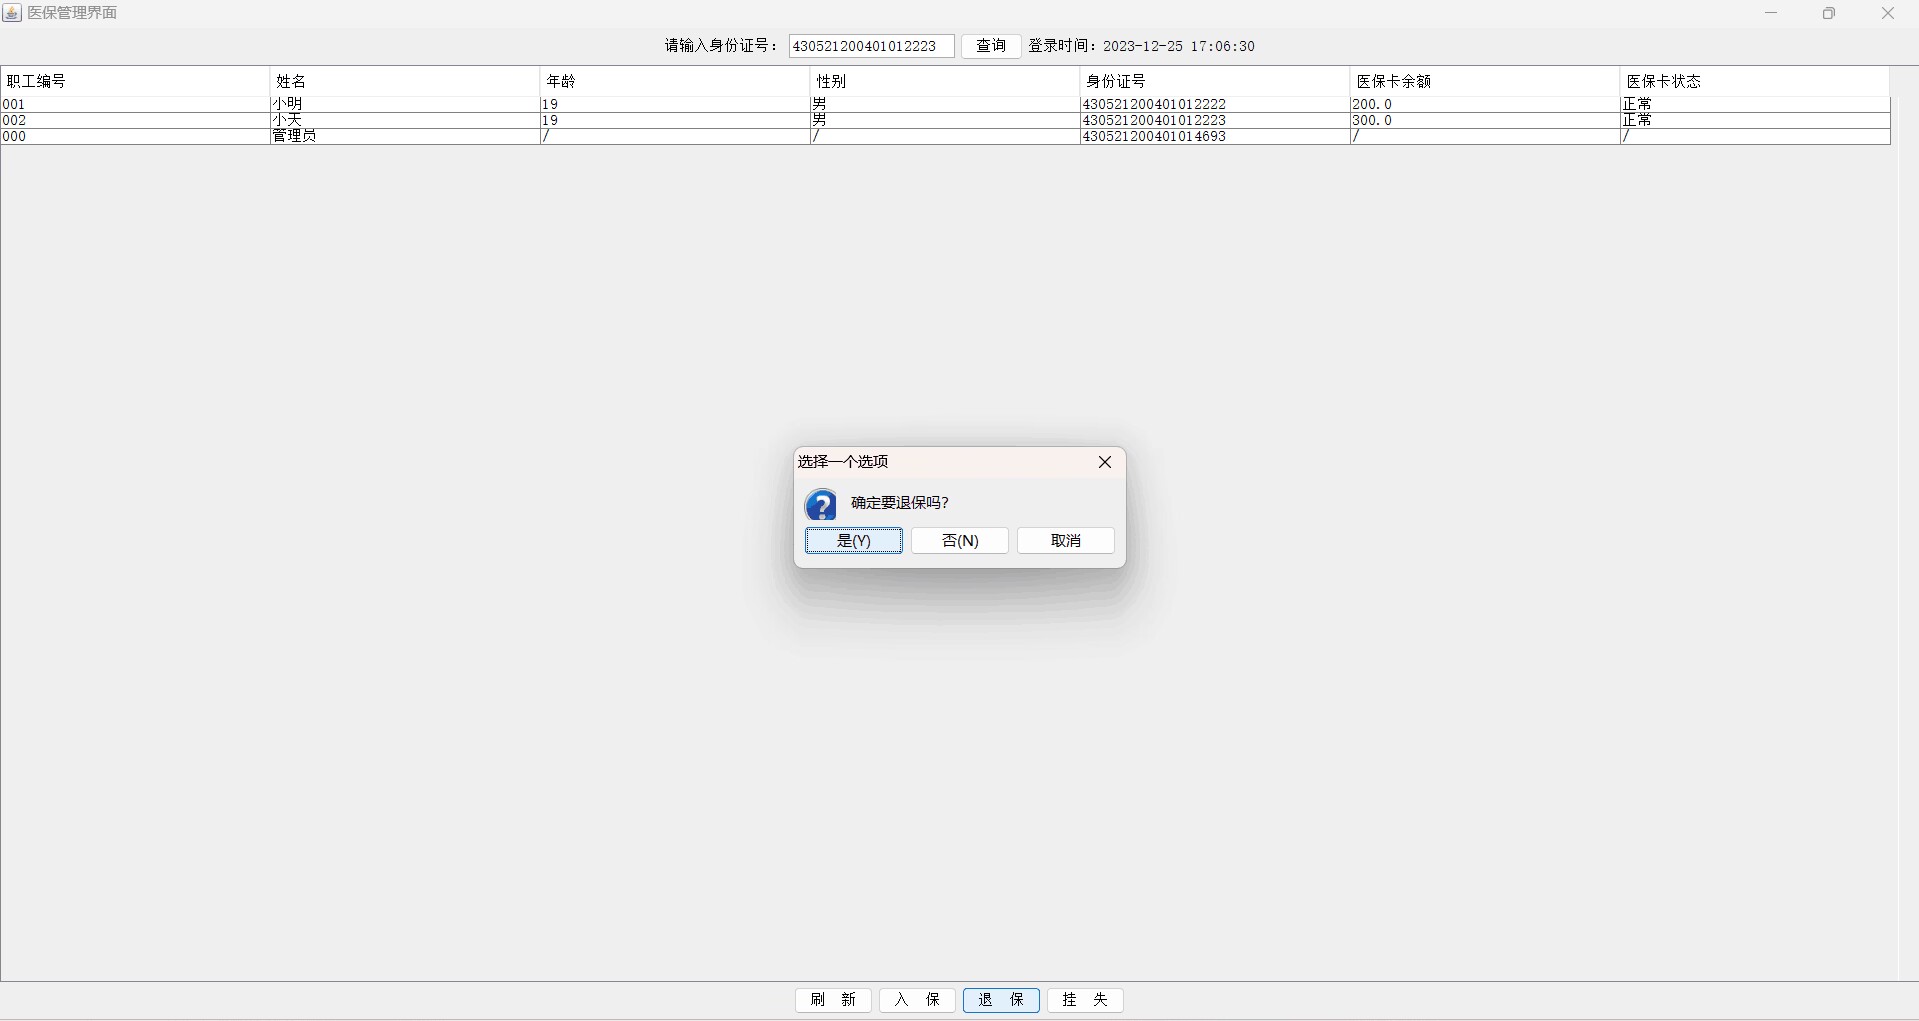 医保管理界面
请输入身份证号： 430521200401012223 查询 登录时间：2023-12-25 17:06:30
职工编号 姓名 年龄 性别 身份证号 医保卡余额 医保卡状态
001 小明 19 男 430521200401012222 200.0 正常
002 小天 19 男 430521200401012223 300.0 正常
000 管理员 / / 430521200401014693 / /
选择一个选项
确定要退保吗?
是(Y) 否(N) 取消
刷 新 入 保 退 保 挂 失